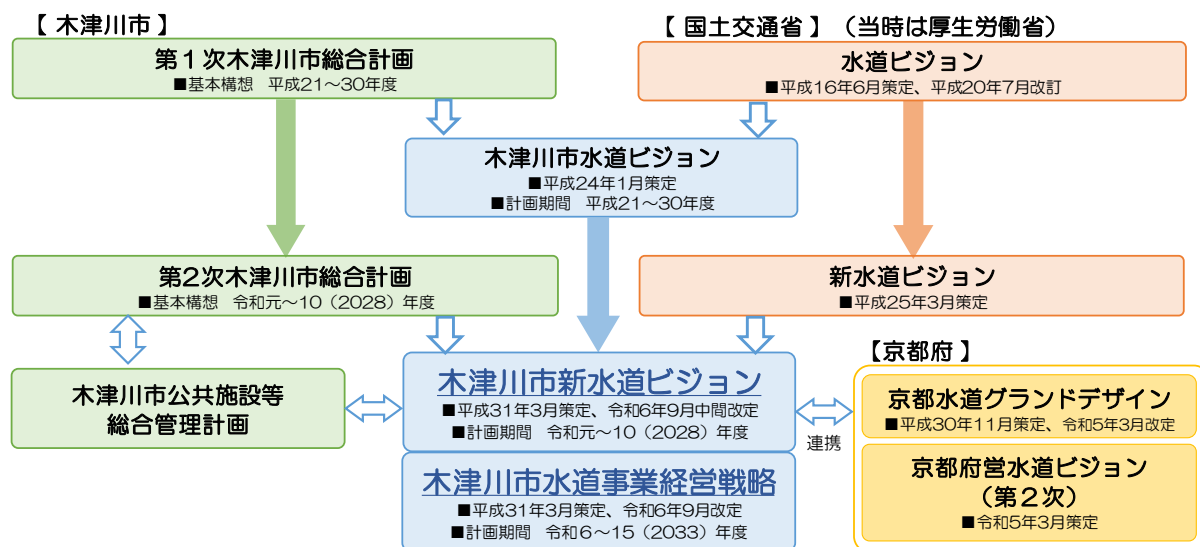 【 木津川市 】
【 国土交通省 】（当時は厚生労働省）
第１次木津川市総合計画
■基本構想　平成21～30年度
水道ビジョン
■平成16年6月策定、平成20年7月改訂
木津川市水道ビジョン
■平成24年1月策定
■計画期間　平成21～30年度
第2次木津川市総合計画
■基本構想　令和元～10（2028）年度
新水道ビジョン
■平成25年3月策定
木津川市公共施設等
総合管理計画
木津川市新水道ビジョン
■平成31年3月策定、令和6年9月中間改定
■計画期間　令和元～10（2028）年度
木津川市水道事業経営戦略
■平成31年3月策定、令和6年9月改定
■計画期間　令和６～15（2033）年度
連携
【京都府 】
京都水道グランドデザイン
■平成30年11月策定、令和5年3月改定
京都府営水道ビジョン
（第２次）
■令和5年3月策定